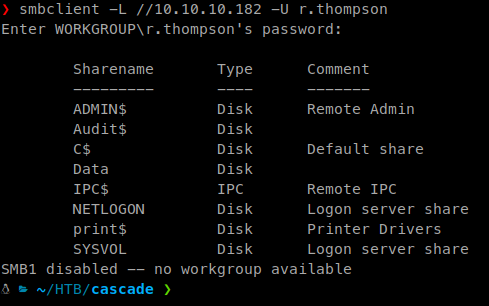 ❯ smbclient -L //10.10.10.182 -U r.thompson
Enter WORKGROUP\r.thompson's password:
Sharename Type Comment
--------- ---- -------
ADMIN$ Disk Remote Admin
Audit$ Disk
C$ Disk Default share
Data Disk
IPC$ IPC Remote IPC
NETLOGON Disk Logon server share
print$ Disk Printer Drivers
SYSVOL Disk Logon server share
SMB1 disabled -- no workgroup available
~/HTB/cascade ❯